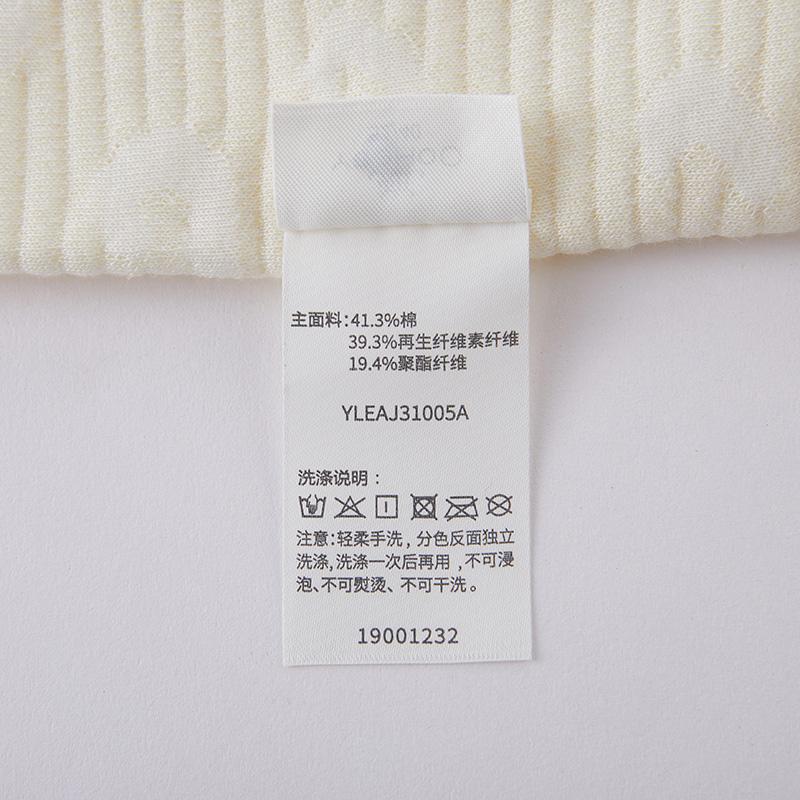 主面料:41.3%棉
39.3%再生纤维素纤维
19.4%聚酯纤维
YLEAJ31005A
洗涤说明:
注意:轻柔手洗,分色反面独立
洗涤,洗涤一次后再用,不可浸
泡、不可熨烫、不可干洗。
19001232